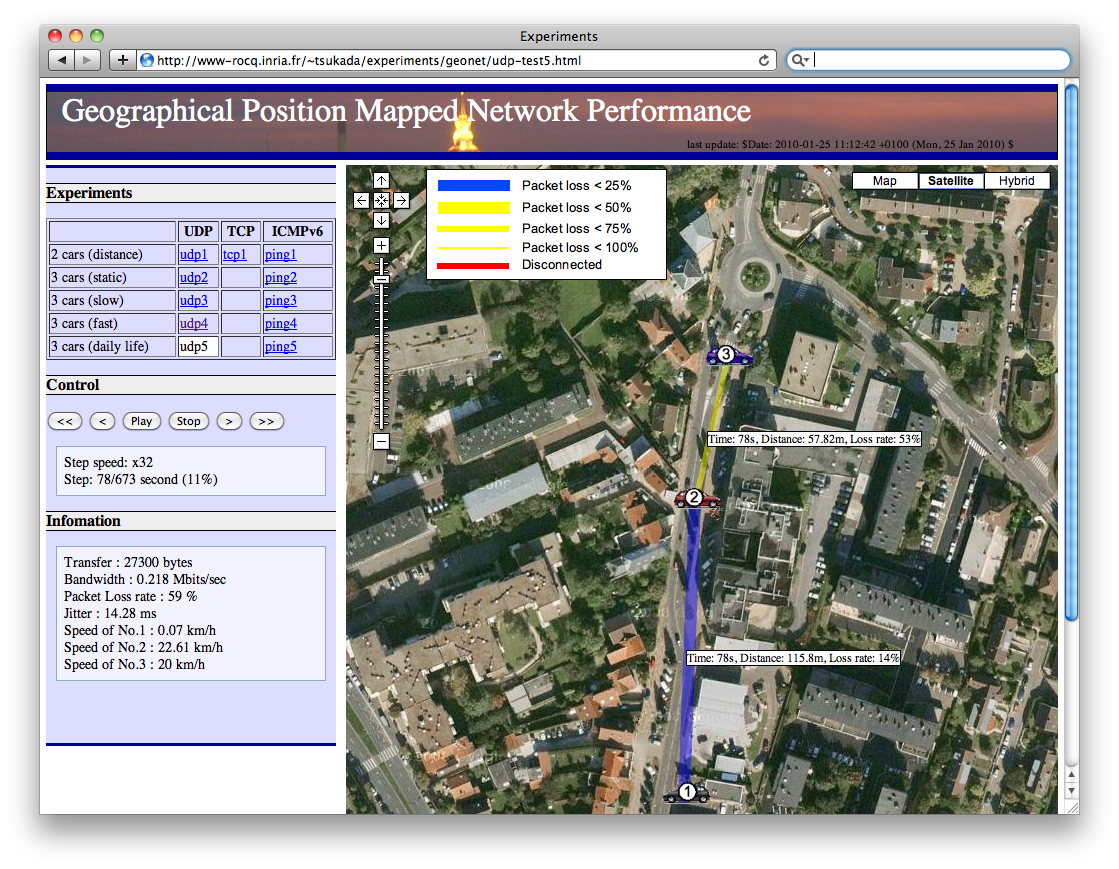 Experiments
http://www-rocq.inria.fr/~tsukada/experiments/geonet/udp-test5.html
Geographical Position Mapped Network Performance
last update: $Date: 2010-01-25 11:12:42 +0100 (Mon, 25 Jan 2010) $
Experiments
UDP TCP ICMPv6
2 cars (distance) udp1 tcp1 ping1
3 cars (static) udp2 ping2
3 cars (slow) udp3 ping3
3 cars (fast) udp4 ping4
3 cars (daily life) udp5 ping5
Control
<< < Play Stop > >>
Step speed: x32
Step: 78/673 second (11%)
Infomation
Transfer : 27300 bytes
Bandwidth : 0.218 Mbits/sec
Packet Loss rate : 59 %
Jitter : 14.28 ms
Speed of No.1 : 0.07 km/h
Speed of No.2 : 22.61 km/h
Speed of No.3 : 20 km/h
Packet loss < 25%
Packet loss < 50%
Packet loss < 75%
Packet loss < 100%
Disconnected
Map Satellite Hybrid
3
Time: 78s, Distance: 57.82m, Loss rate: 53%
2
Time: 78s, Distance: 115.8m, Loss rate: 14%
1